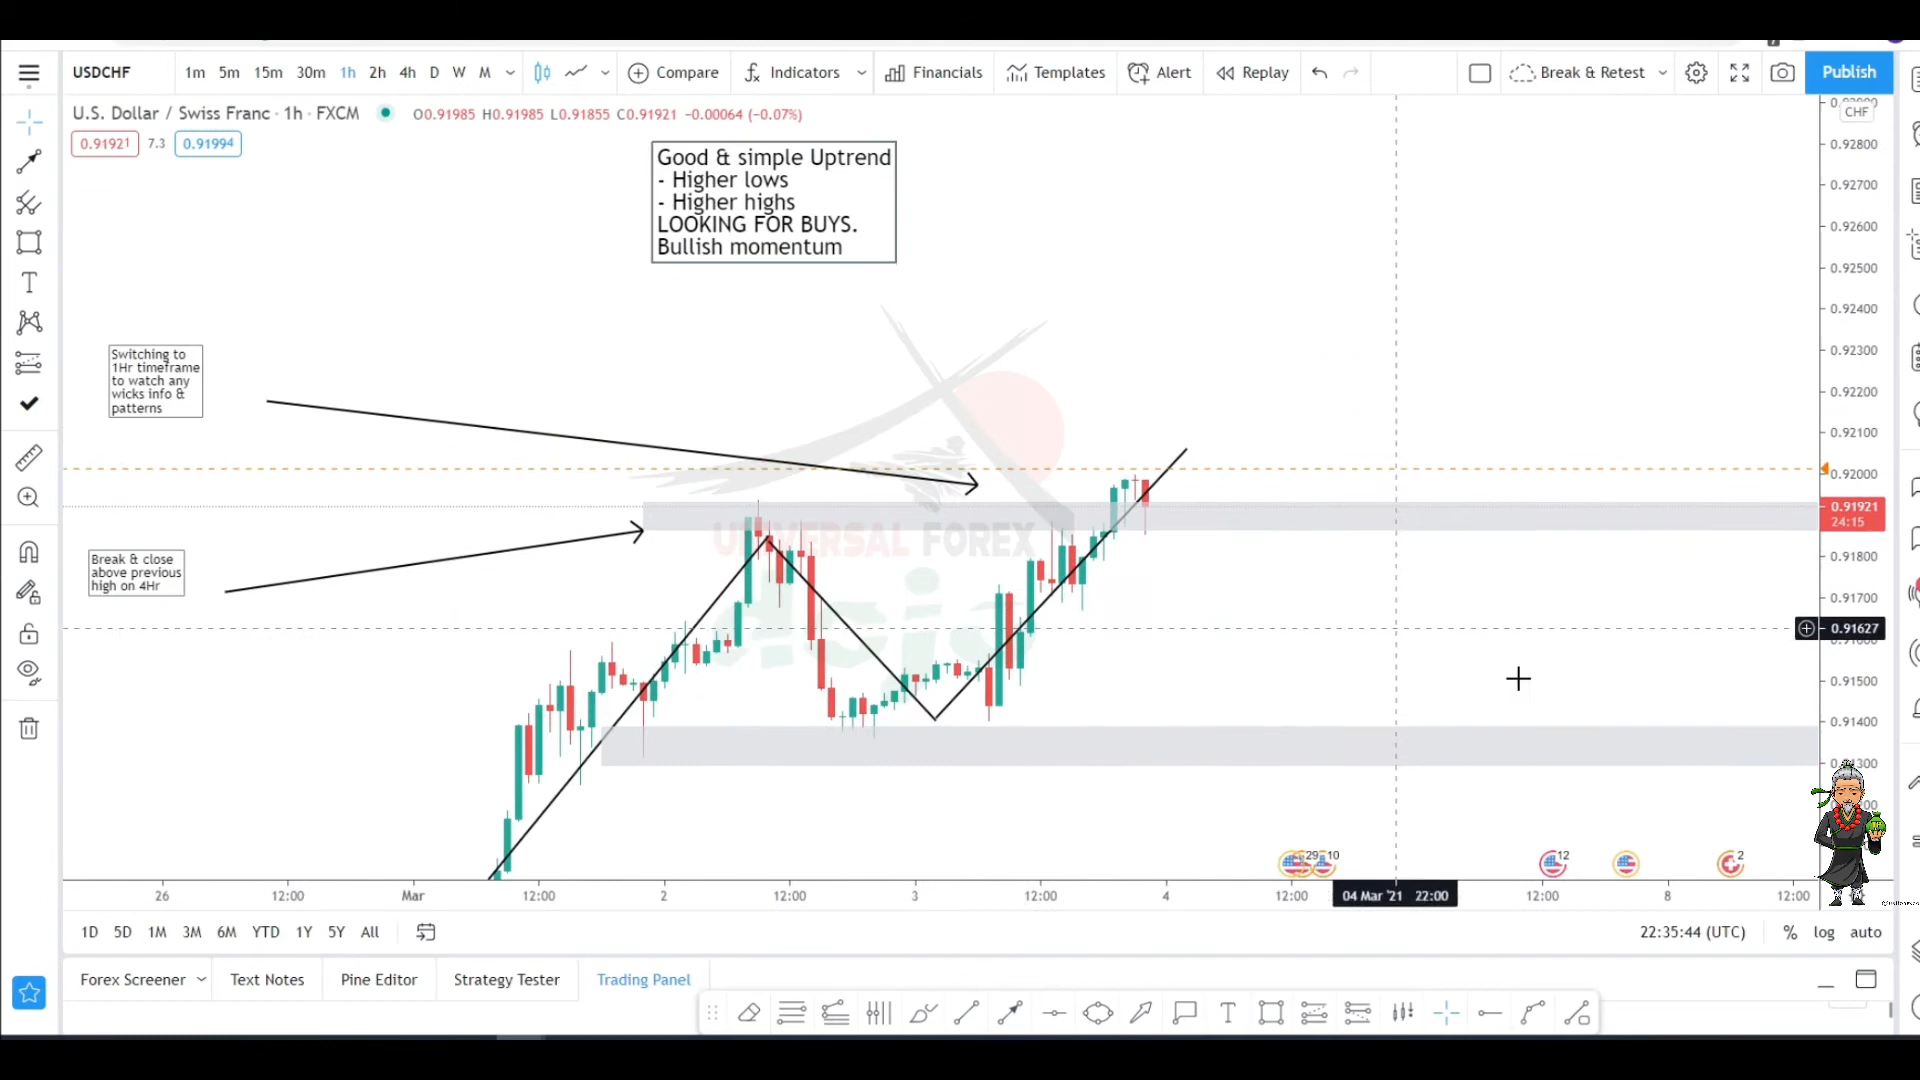 USDCHF 1m 5m 15m 30m 1h 2h 4h D W M Compare Indicators Financials Templates Alert Replay Break & Retest Publish
U.S. Dollar / Swiss Franc · 1h · FXCM O0.91985 H0.91985 L0.91855 C0.91921 −0.00064 (−0.07%)
CHF
0.91921 7.3 0.91994
Good & simple Uptrend
- Higher lows
- Higher highs
LOOKING FOR BUYS.
Bullish momentum
Switching to
1Hr timeframe
to watch any
wicks info &
patterns
Break & close
above previous
high on 4Hr
UNIVERSAL FOREX
dojo
0.92800
0.92700
0.92600
0.92500
0.92400
0.92300
0.92200
0.92100
0.92000
0.91921
24:15
0.91800
0.91700
0.91627
0.91500
0.91400
0.91300
29 10 12 2
26 12:00 Mar 12:00 2 12:00 3 12:00 4 12:00 04 Mar '21 22:00 12:00 8 12:00
1D 5D 1M 3M 6M YTD 1Y 5Y All 22:35:44 (UTC) % log auto
Forex Screener Text Notes Pine Editor Strategy Tester Trading Panel